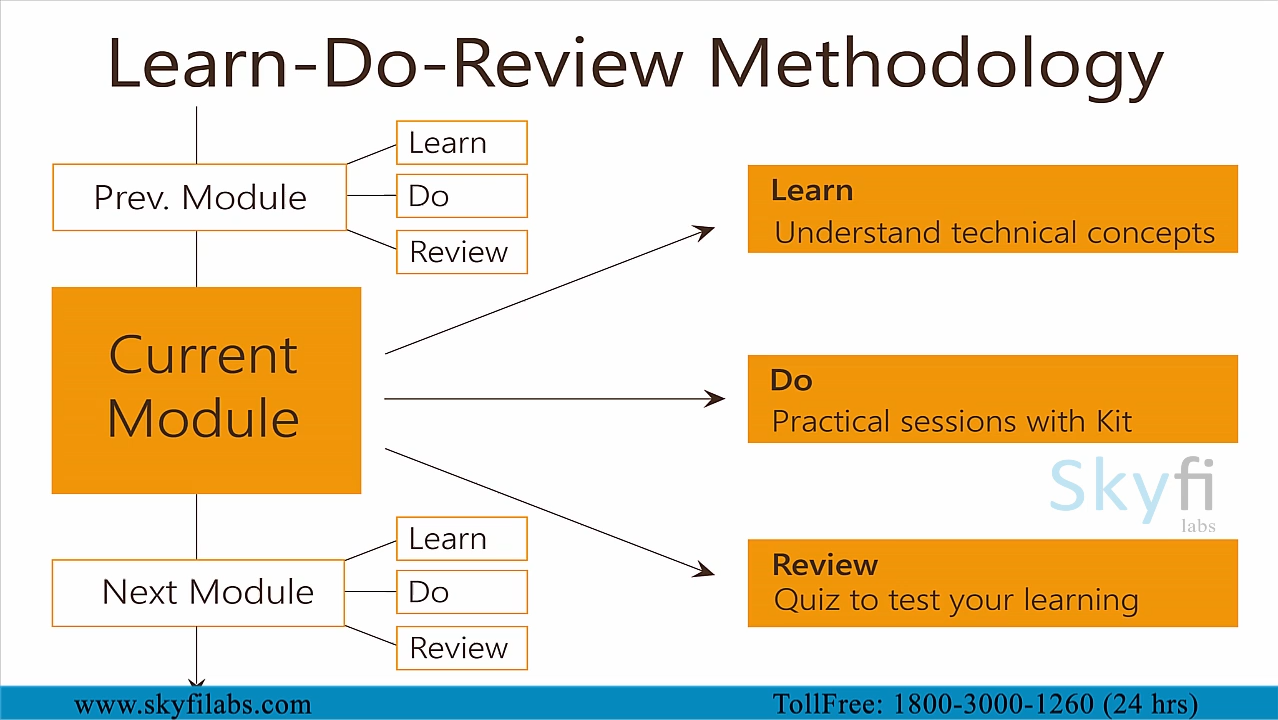 Learn-Do-Review Methodology
Prev. Module
Learn
Do
Review
Current
Module
Next Module
Learn
Do
Review
Learn
Understand technical concepts
Do
Practical sessions with Kit
Skyfi
labs
Review
Quiz to test your learning
www.skyfilabs.com
TollFree: 1800-3000-1260 (24 hrs)